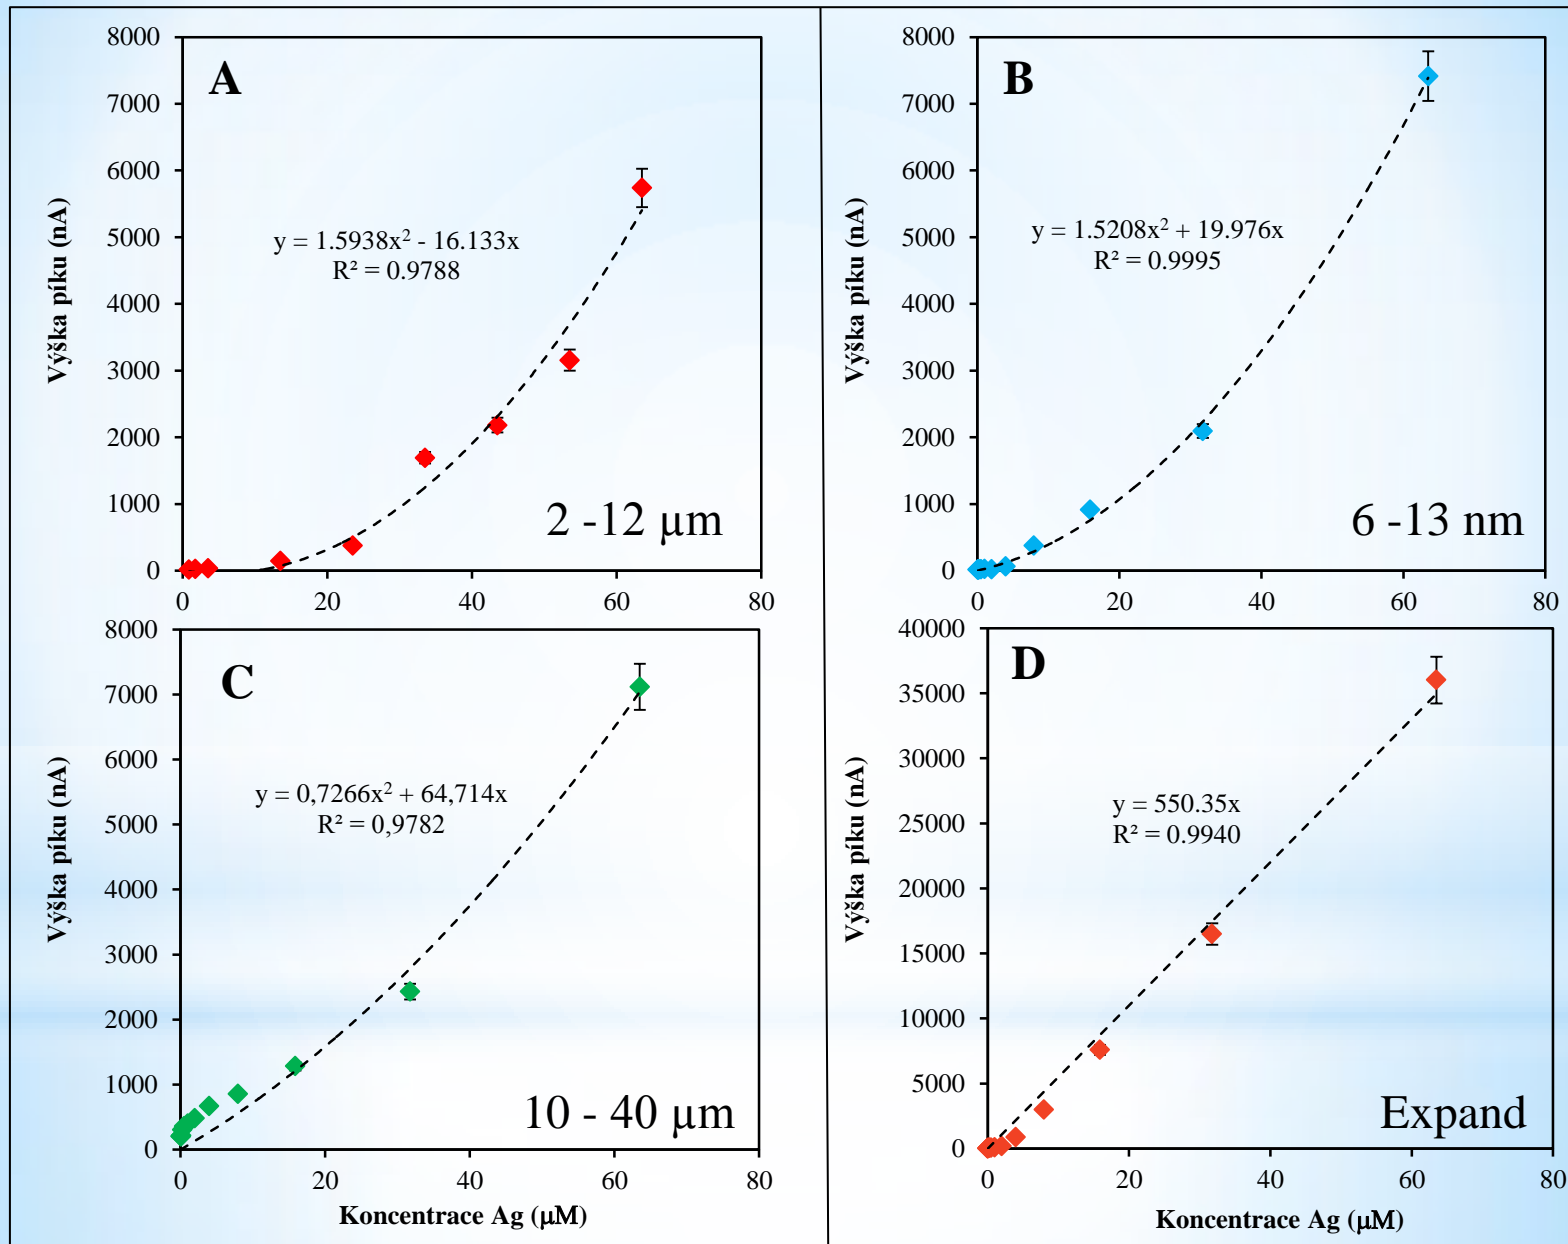 A
8000
7000
6000
5000
4000
3000
2000
1000
0
Výška píku (nA)
y = 1.5938x² - 16.133x
R² = 0.9788
2 -12 µm
0 20 40 60 80
B
8000
7000
6000
5000
4000
3000
2000
1000
0
Výška píku (nA)
y = 1.5208x² + 19.976x
R² = 0.9995
6 -13 nm
0 20 40 60 80
C
8000
7000
6000
5000
4000
3000
2000
1000
0
Výška píku (nA)
y = 0,7266x² + 64,714x
R² = 0,9782
10 - 40 µm
0 20 40 60 80
Koncentrace Ag (µM)
D
40000
35000
30000
25000
20000
15000
10000
5000
0
Výška píku (nA)
y = 550.35x
R² = 0.9940
Expand
0 20 40 60 80
Koncentrace Ag (µM)